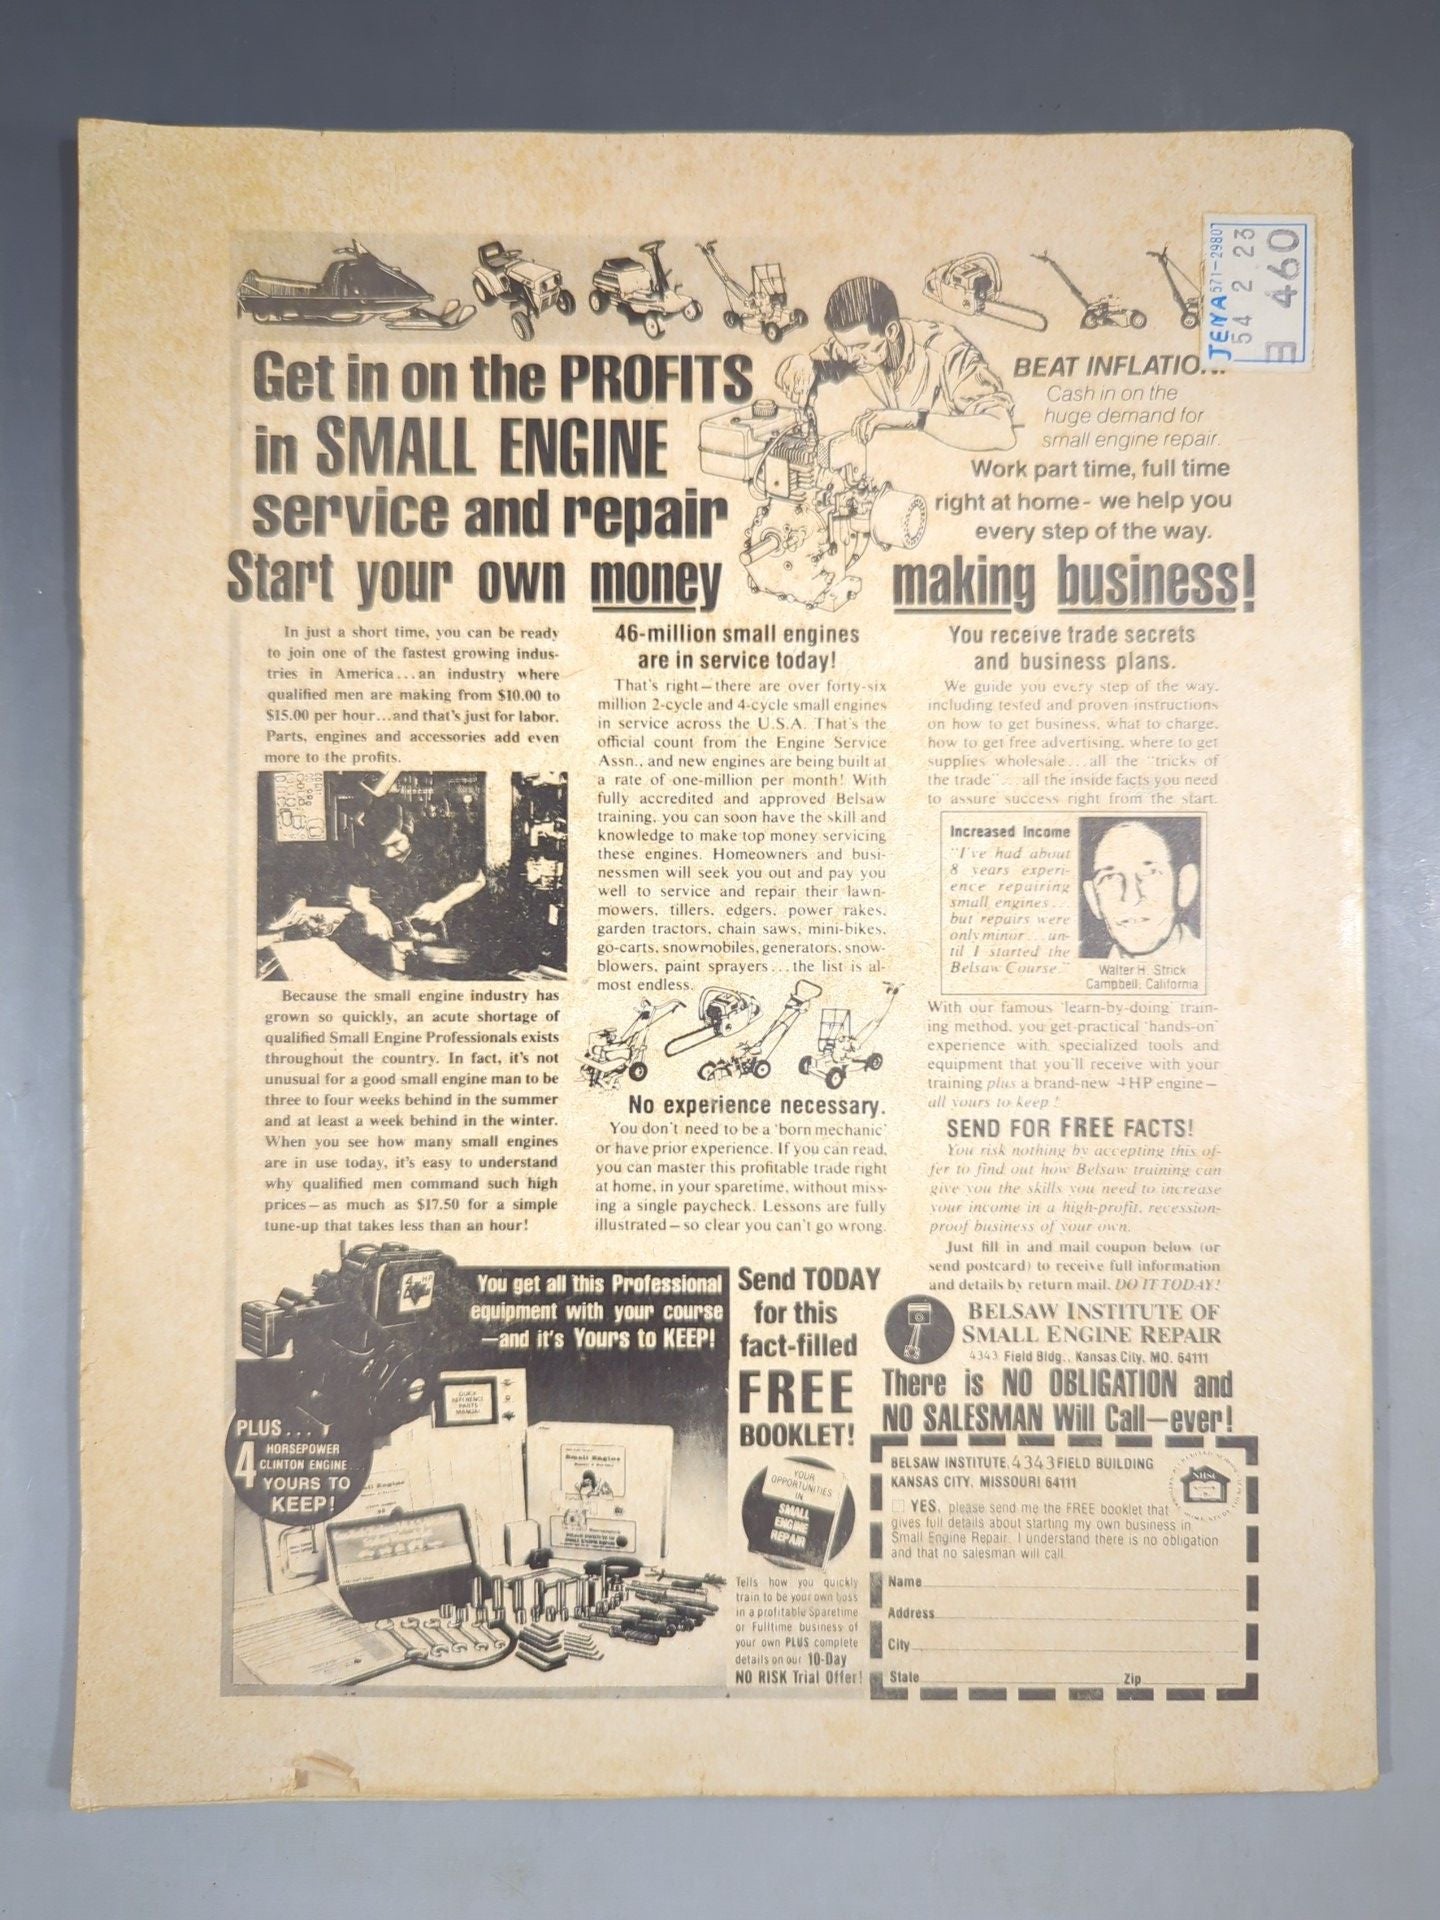 JENA 571-2980
54 2 23
E 460
Get in on the PROFITS
in SMALL ENGINE
service and repair
Start your own money making business!
BEAT INFLATIO
Cash in on the
huge demand for
small engine repair.
Work part time, full time
right at home - we help you
every step of the way.
In just a short time, you can be ready
to join one of the fastest growing indus-
tries in America...an industry where
qualified men are making from $10.00 to
$15.00 per hour...and that's just for labor.
Parts, engines and accessories add even
more to the profits.
Because the small engine industry has
grown so quickly, an acute shortage of
qualified Small Engine Professionals exists
throughout the country. In fact, it's not
unusual for a good small engine man to be
three to four weeks behind in the summer
and at least a week behind in the winter.
When you see how many small engines
are in use today, it's easy to understand
why qualified men command such high
prices—as much as $17.50 for a simple
tune-up that takes less than an hour!
46-million small engines
are in service today!
That's right—there are over forty-six
million 2-cycle and 4-cycle small engines
in service across the U.S.A. That's the
official count from the Engine Service
Assn., and new engines are being built at
a rate of one-million per month! With
fully accredited and approved Belsaw
training, you can soon have the skill and
knowledge to make top money servicing
these engines. Homeowners and busi-
nessmen will seek you out and pay you
well to service and repair their lawn-
mowers, tillers, edgers, power rakes,
garden tractors, chain saws, mini-bikes,
go-carts, snowmobiles, generators, snow-
blowers, paint sprayers...the list is al-
most endless.
No experience necessary.
You don't need to be a 'born mechanic'
or have prior experience. If you can read,
you can master this profitable trade right
at home, in your sparetime, without miss-
ing a single paycheck. Lessons are fully
illustrated—so clear you can't go wrong.
You receive trade secrets
and business plans.
We guide you every step of the way,
including tested and proven instructions
on how to get business, what to charge,
how to get free advertising, where to get
supplies wholesale...all the "tricks of
the trade"...all the inside facts you need
to assure success right from the start.
Increased Income
"I've had about
8 years experi-
ence repairing
small engines...
but repairs were
only minor...un-
til I started the
Belsaw Course."
Walter H. Strick
Campbell, California
With our famous 'learn-by-doing' train-
ing method, you get practical 'hands-on'
experience with specialized tools and
equipment that you'll receive with your
training plus a brand-new 4HP engine—
all yours to keep!
SEND FOR FREE FACTS!
You risk nothing by accepting this of-
fer to find out how Belsaw training can
give you the skills you need to increase
your income in a high-profit, recession-
proof business of your own.
Just fill in and mail coupon below (or
send postcard) to receive full information
and details by return mail. DO IT TODAY!
BELSAW INSTITUTE OF
SMALL ENGINE REPAIR
4343 Field Bldg., Kansas City, MO. 64111
There is NO OBLIGATION and
NO SALESMAN Will Call—ever!
You get all this Professional
equipment with your course
—and it's Yours to KEEP!
4 HP
QUICK
REFERENCE
PARTS
MANUAL
Small Engine
Small Engine
PLUS...
4 HORSEPOWER
CLINTON ENGINE...
YOURS TO
KEEP!
Send TODAY
for this
fact-filled
FREE
BOOKLET!
YOUR
OPPORTUNITIES
IN
SMALL
ENGINE
REPAIR
Tells how you quickly
train to be your own boss
in a profitable Sparetime
or Fulltime business of
your own PLUS complete
details on our 10-Day
NO RISK Trial Offer!
BELSAW INSTITUTE, 4343 FIELD BUILDING
KANSAS CITY, MISSOURI 64111
NHSC
YES, please send me the FREE booklet that
gives full details about starting my own business in
Small Engine Repair. I understand there is no obligation
and that no salesman will call.
Name
Address
City
State Zip